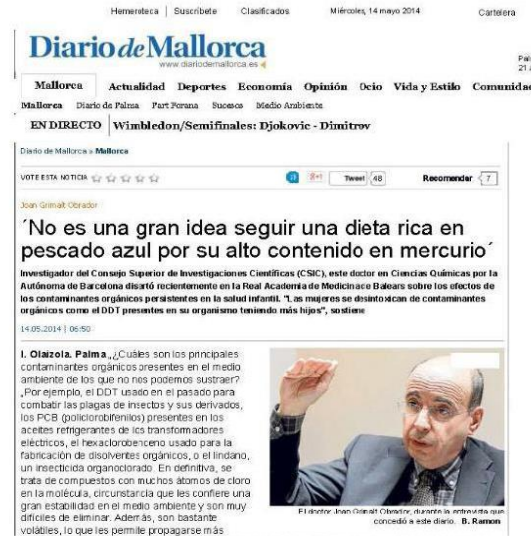 Hemeroteca | Suscríbete Clasificados Miércoles, 14 mayo 2014 Cartelera
Diario de Mallorca
www.diariodemallorca.es
Mallorca Actualidad Deportes Economía Opinión Ocio Vida y Estilo Comunidad
Mallorca Diario de Palma Part Forana Sucesos Medio Ambiente
EN DIRECTO Wimbledon/Semifinales: Djokovic - Dimitrov
Diario de Mallorca » Mallorca
VOTE ESTA NOTICIA Tweet 48 Recomendar 7
Joan Grimalt Obrador
´No es una gran idea seguir una dieta rica en
pescado azul por su alto contenido en mercurio´
Investigador del Consejo Superior de Investigaciones Científicas (CSIC), este doctor en Ciencias Químicas por la
Autónoma de Barcelona disartó recientemente en la Real Academia de Medicinace Balears sobre los efectos de
los contaminantes orgánicos persistentes en la salud infantil. "Las mujeres se desintoxican de contaminantes
orgánicos como el DDT presentes en su organismo teniendo más hijos", sostiene
14.05.2014 | 06:50
I. Olaizola. Palma_¿Cuáles son los principales
contaminantes orgánicos presentes en el medio
ambiente de los que no nos podemos sustraer?
_Por ejemplo, el DDT usado en el pasado para
combatir las plagas de insectos y sus derivados,
los PCB (policlorobifenilos) presentes en los
aceites refrigerantes de los transformadores
eléctricos, el hexaclorobenceno usado para la
fabricación de disolventes orgánicos, o el lindano,
un insecticida organoclorado. En definitiva, se
trata de compuestos con muchos átomos de cloro
en la molécula, circunstancia que les confiere una
gran estabilidad en el medio ambiente y son muy
difíciles de eliminar. Además, son bastante
volátiles, lo que les permite propagarse más
El doctor Joan Grimalt Obrador, durante la entrevista que
concedió a este diario. B. Ramon